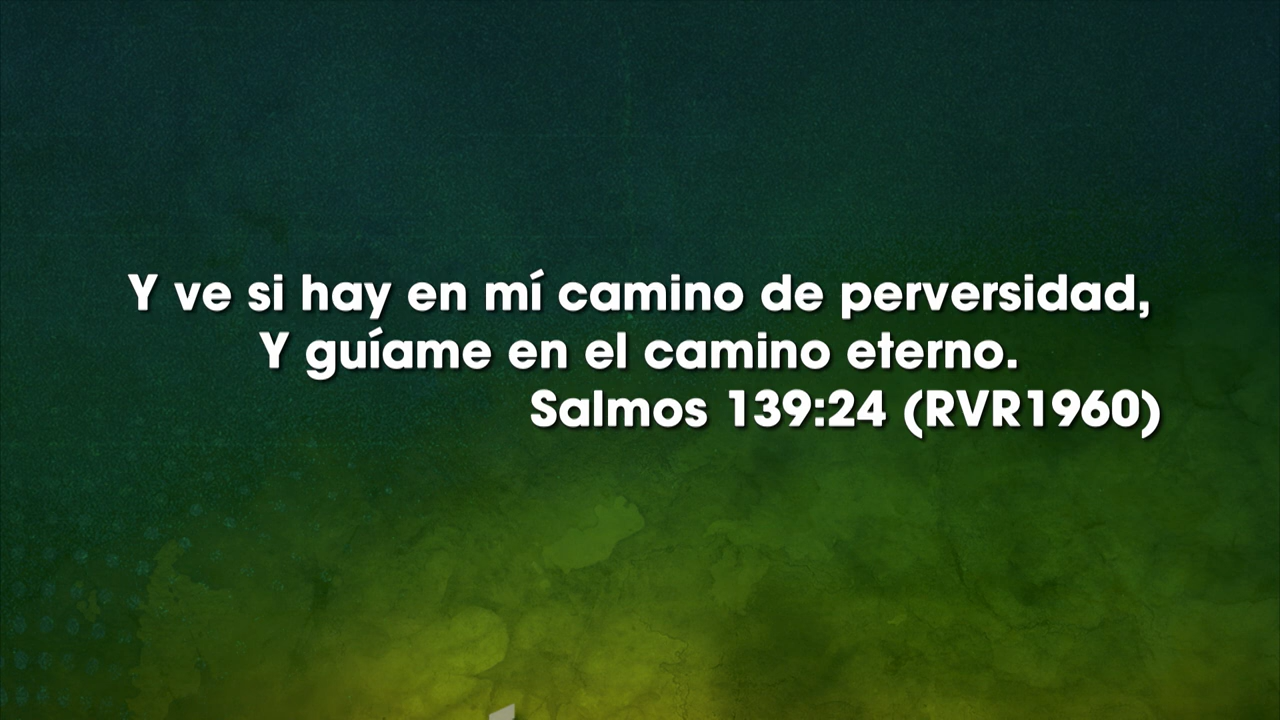 Y ve si hay en mí camino de perversidad,
Y guíame en el camino eterno.
Salmos 139:24 (RVR1960)